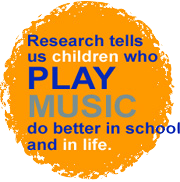 Research tells
us children who
PLAY
MUSIC
do better in school
and in life.